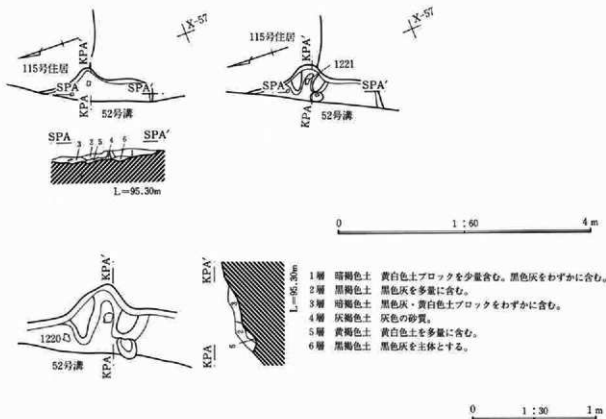 X-57
KPA′
115号住居
SPA
SPA′
KPA
52号溝
X-57
KPA′
115号住居
1221
SPA
SPA′
KPA
52号溝
SPA
SPA′
3 2 5 4 6
L=95.30m
0 1:60 4m
KPA′
1220
52号溝
KPA
KPA′
L=95.30m
KPA
1層 暗褐色土 黄白色土ブロックを少量含む。黒色灰をわずかに含む。
2層 黒褐色土 黒色灰を多量に含む。
3層 暗褐色土 黒色灰・黄白色土ブロックをわずかに含む。
4層 灰褐色土 灰色の砂質。
5層 黄褐色土 黄白色土を多量に含む。
6層 黒褐色土 黒色灰を主体とする。
0 1:30 1m